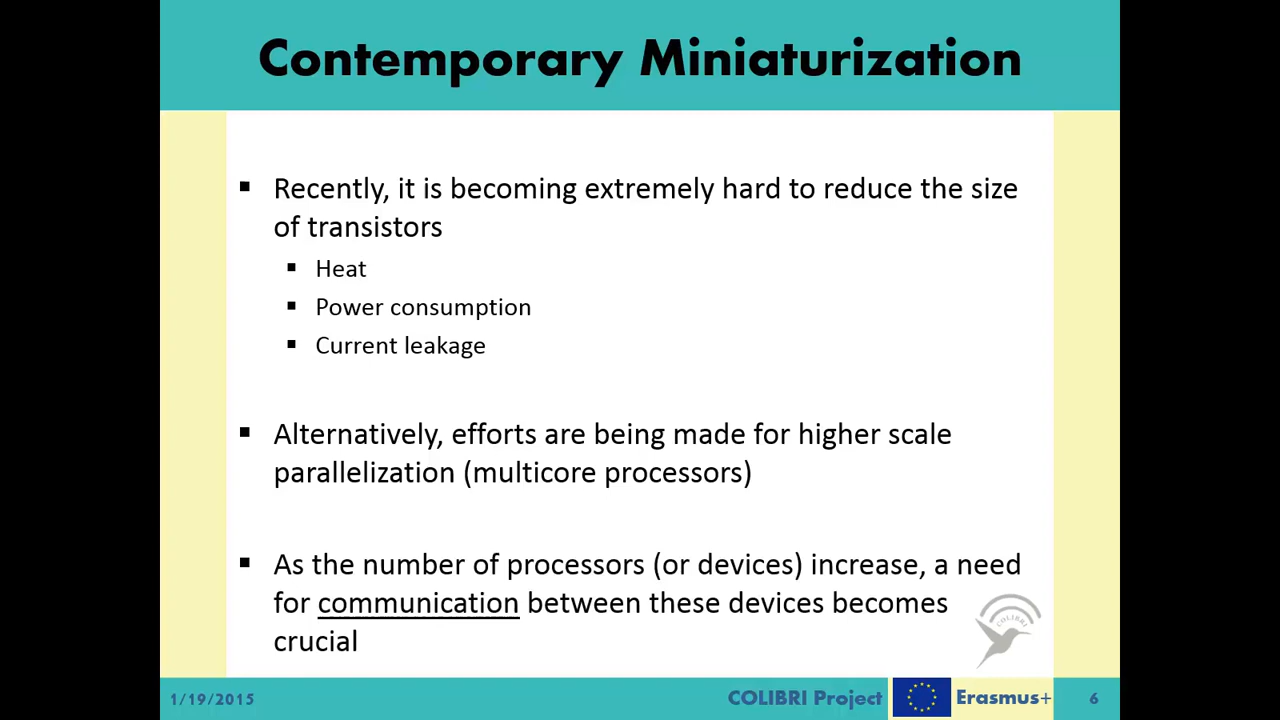 Contemporary Miniaturization
▪ Recently, it is becoming extremely hard to reduce the size
of transistors
▪ Heat
▪ Power consumption
▪ Current leakage
▪ Alternatively, efforts are being made for higher scale
parallelization (multicore processors)
▪ As the number of processors (or devices) increase, a need
for communication between these devices becomes
crucial
COLIBRI
1/19/2015
COLIBRI Project
Erasmus+
6